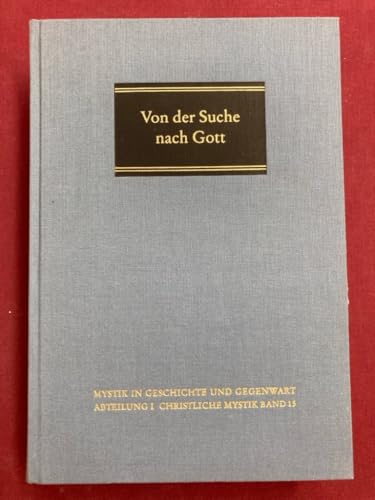 Von der Suche
nach Gott
MYSTIK IN GESCHICHTE UND GEGENWART
ABTEILUNG I CHRISTLICHE MYSTIK BAND 15